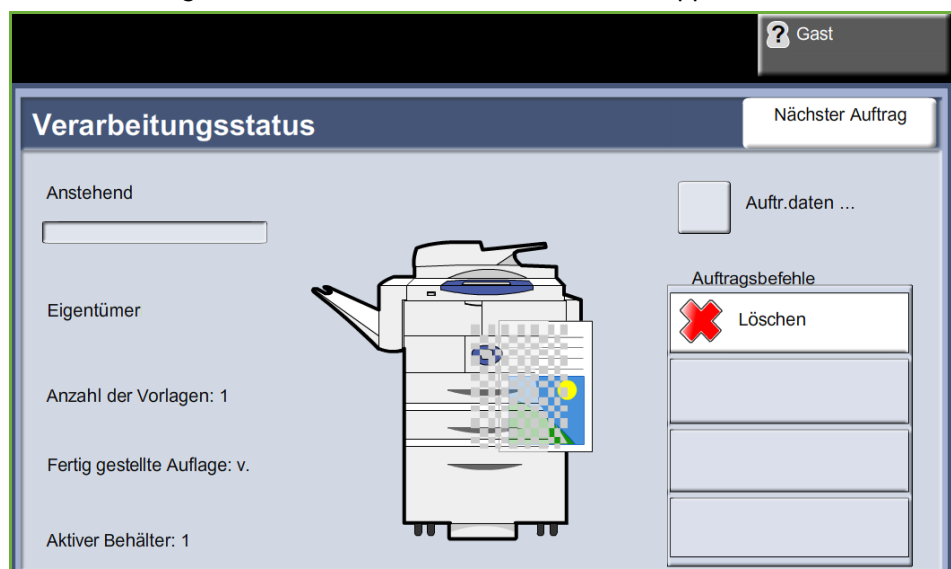 ? Gast
Verarbeitungsstatus
Nächster Auftrag
Anstehend
Auftr.daten ...
Auftragsbefehle
Eigentümer
Löschen
Anzahl der Vorlagen: 1
Fertig gestellte Auflage: v.
Aktiver Behälter: 1